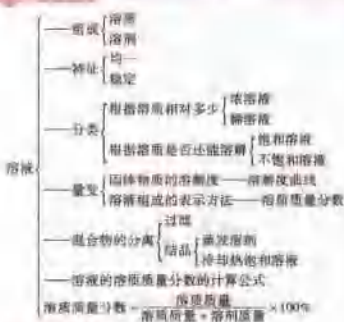 溶液
组成
溶质
溶剂
特征
均一
稳定
分类
根据溶质相对多少
浓溶液
稀溶液
根据溶质是否还能溶解
饱和溶液
不饱和溶液
量变
固体物质的溶解度——溶解度曲线
溶液组成的表示方法——溶质质量分数
混合物的分离
过滤
结晶
蒸发溶剂
冷却热饱和溶液
溶液的溶质质量分数的计算公式
溶质质量分数=溶质质量/溶质质量+溶剂质量×100%